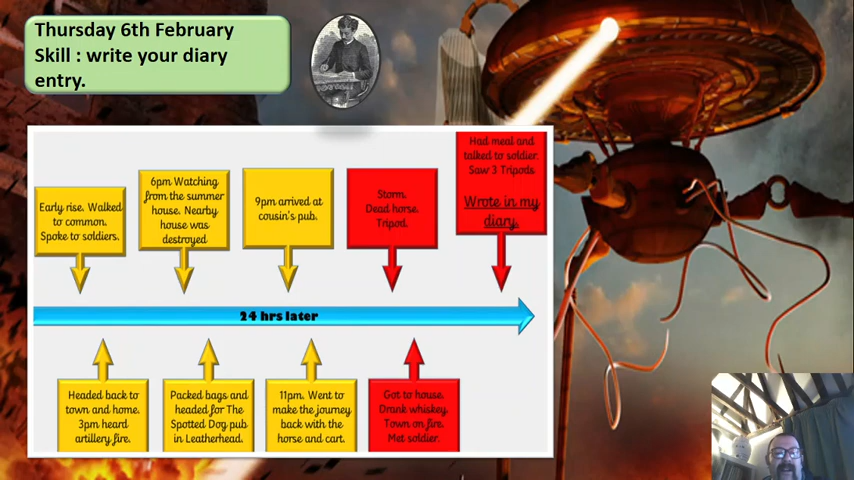 Thursday 6th February
Skill : write your diary
entry.
Early rise. Walked
to common.
Spoke to soldiers.
6pm Watching
from the summer
house. Nearby
house was
destroyed
9pm arrived at
cousin's pub.
Storm.
Dead horse.
Tripod.
Had meal and
talked to soldier.
Saw 3 Tripods
Wrote in my
diary.
24 hrs later
Headed back to
town and home.
3pm heard
artillery fire.
Packed bags and
headed for The
Spotted Dog pub
in Leatherhead.
11pm. Went to
make the journey
back with the
horse and cart.
Got to house.
Drank whiskey.
Town on fire.
Met soldier.